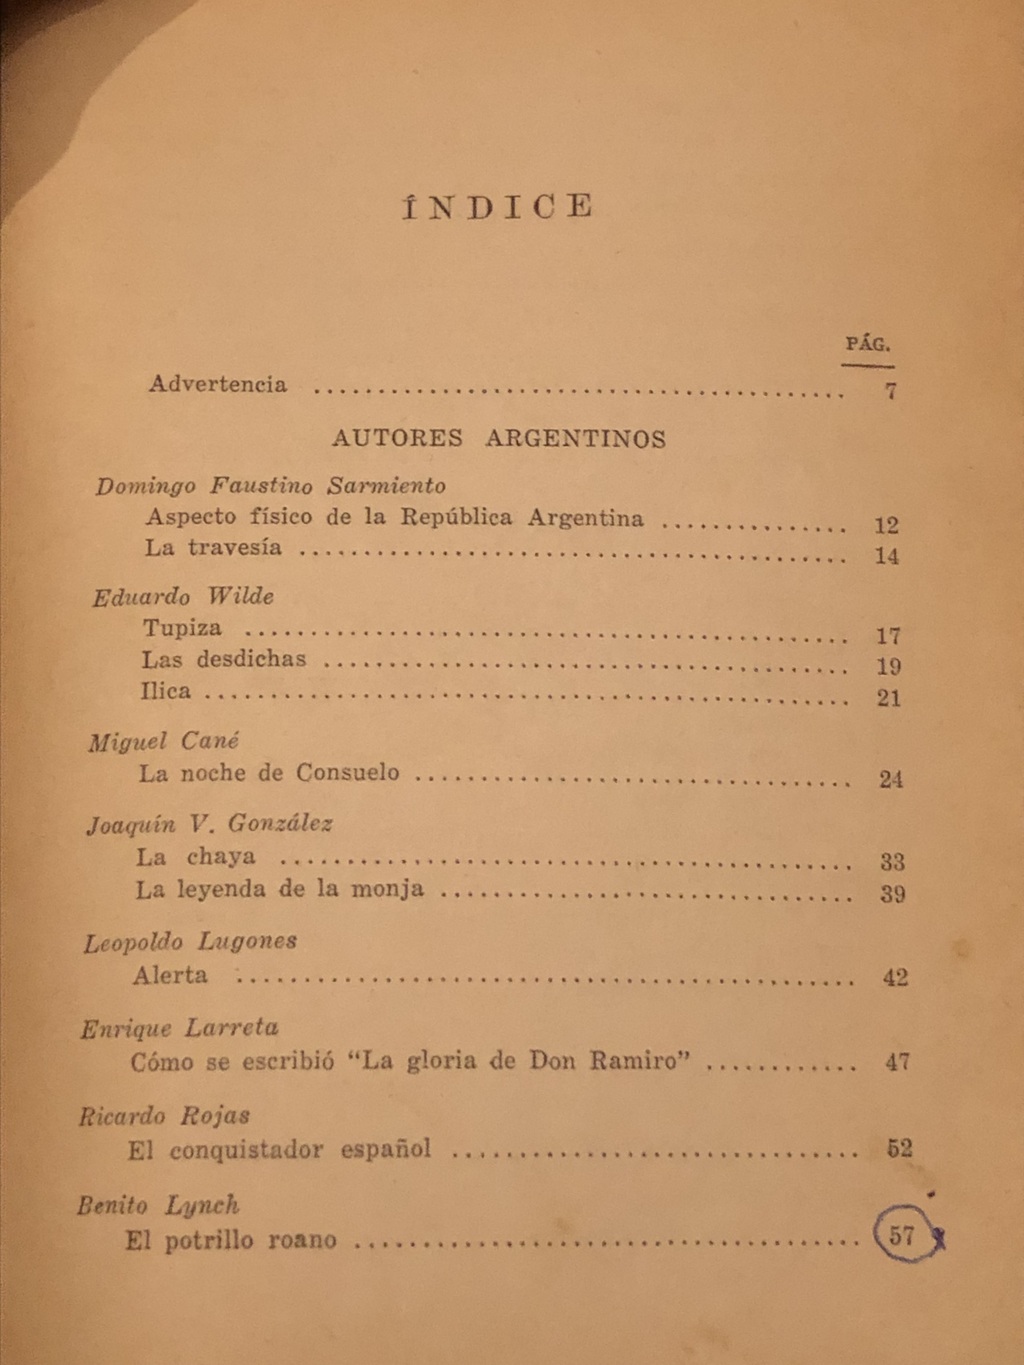 ÍNDICE
PÁG.
Advertencia ........................................ 7
AUTORES ARGENTINOS
Domingo Faustino Sarmiento
Aspecto físico de la República Argentina ............... 12
La travesía .......................................... 14
Eduardo Wilde
Tupiza .............................................. 17
Las desdichas ........................................ 19
Ilica ................................................. 21
Miguel Cané
La noche de Consuelo ................................. 24
Joaquín V. González
La chaya ............................................ 33
La leyenda de la monja ................................ 39
Leopoldo Lugones
Alerta ............................................... 42
Enrique Larreta
Cómo se escribió “La gloria de Don Ramiro” ............ 47
Ricardo Rojas
El conquistador español ............................... 52
Benito Lynch
El potrillo roano ...................................... 57